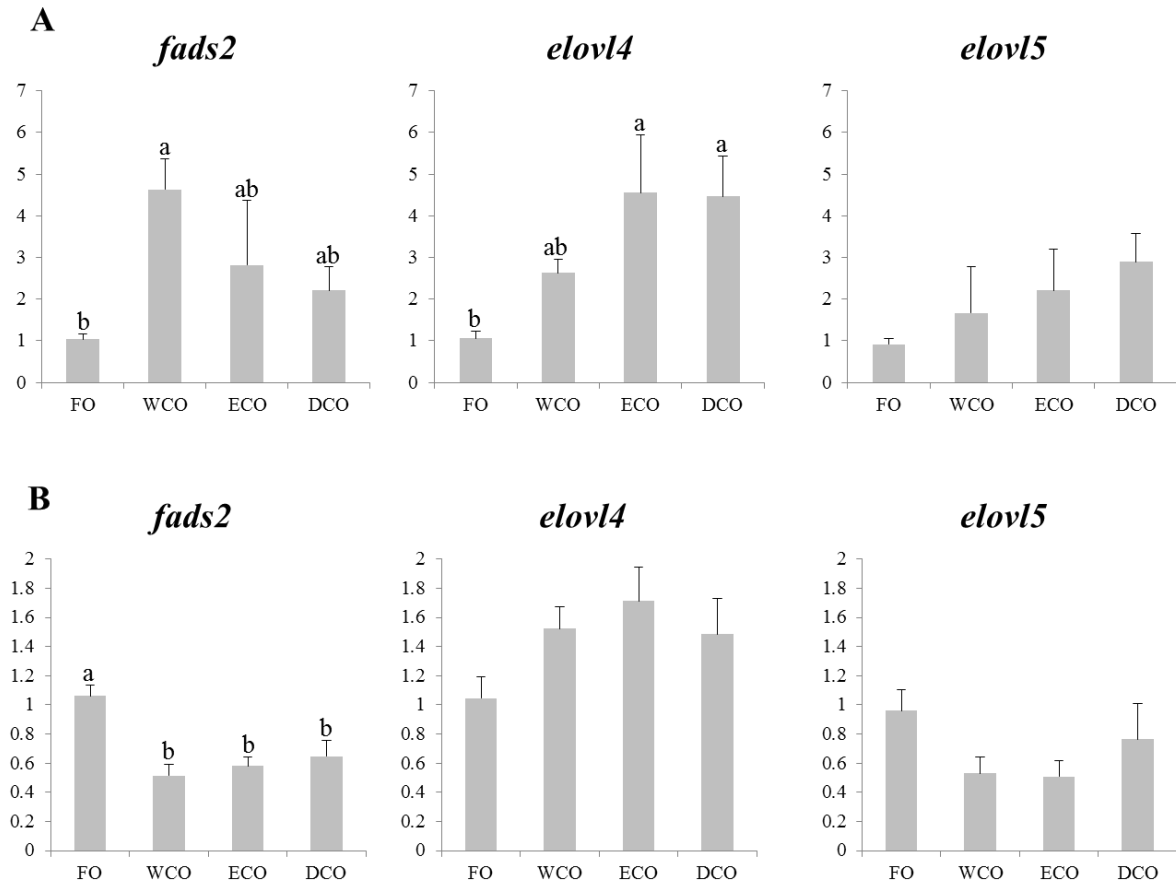 A
fads2 elovl4 elovl5
7 7 7
6 a a 6
a 5 5 5
ab 4 4 4
3 ab 3 ab 3
2 2 2
b 1 b 1 1
0 0 0
FO WCO ECO DCO FO WCO ECO DCO FO WCO ECO DCO
B
fads2 elovl4 elovl5
2 2 2
1.8 1.8 1.8
1.6 1.6 1.6
1.4 1.4 1.4
1.2 a 1.2 1.2
1 1 1
0.8 b b b 0.8 0.8
0.6 0.6 0.6
0.4 0.4 0.4
0.2 0.2 0.2
0 0 0
FO WCO ECO DCO FO WCO ECO DCO FO WCO ECO DCO